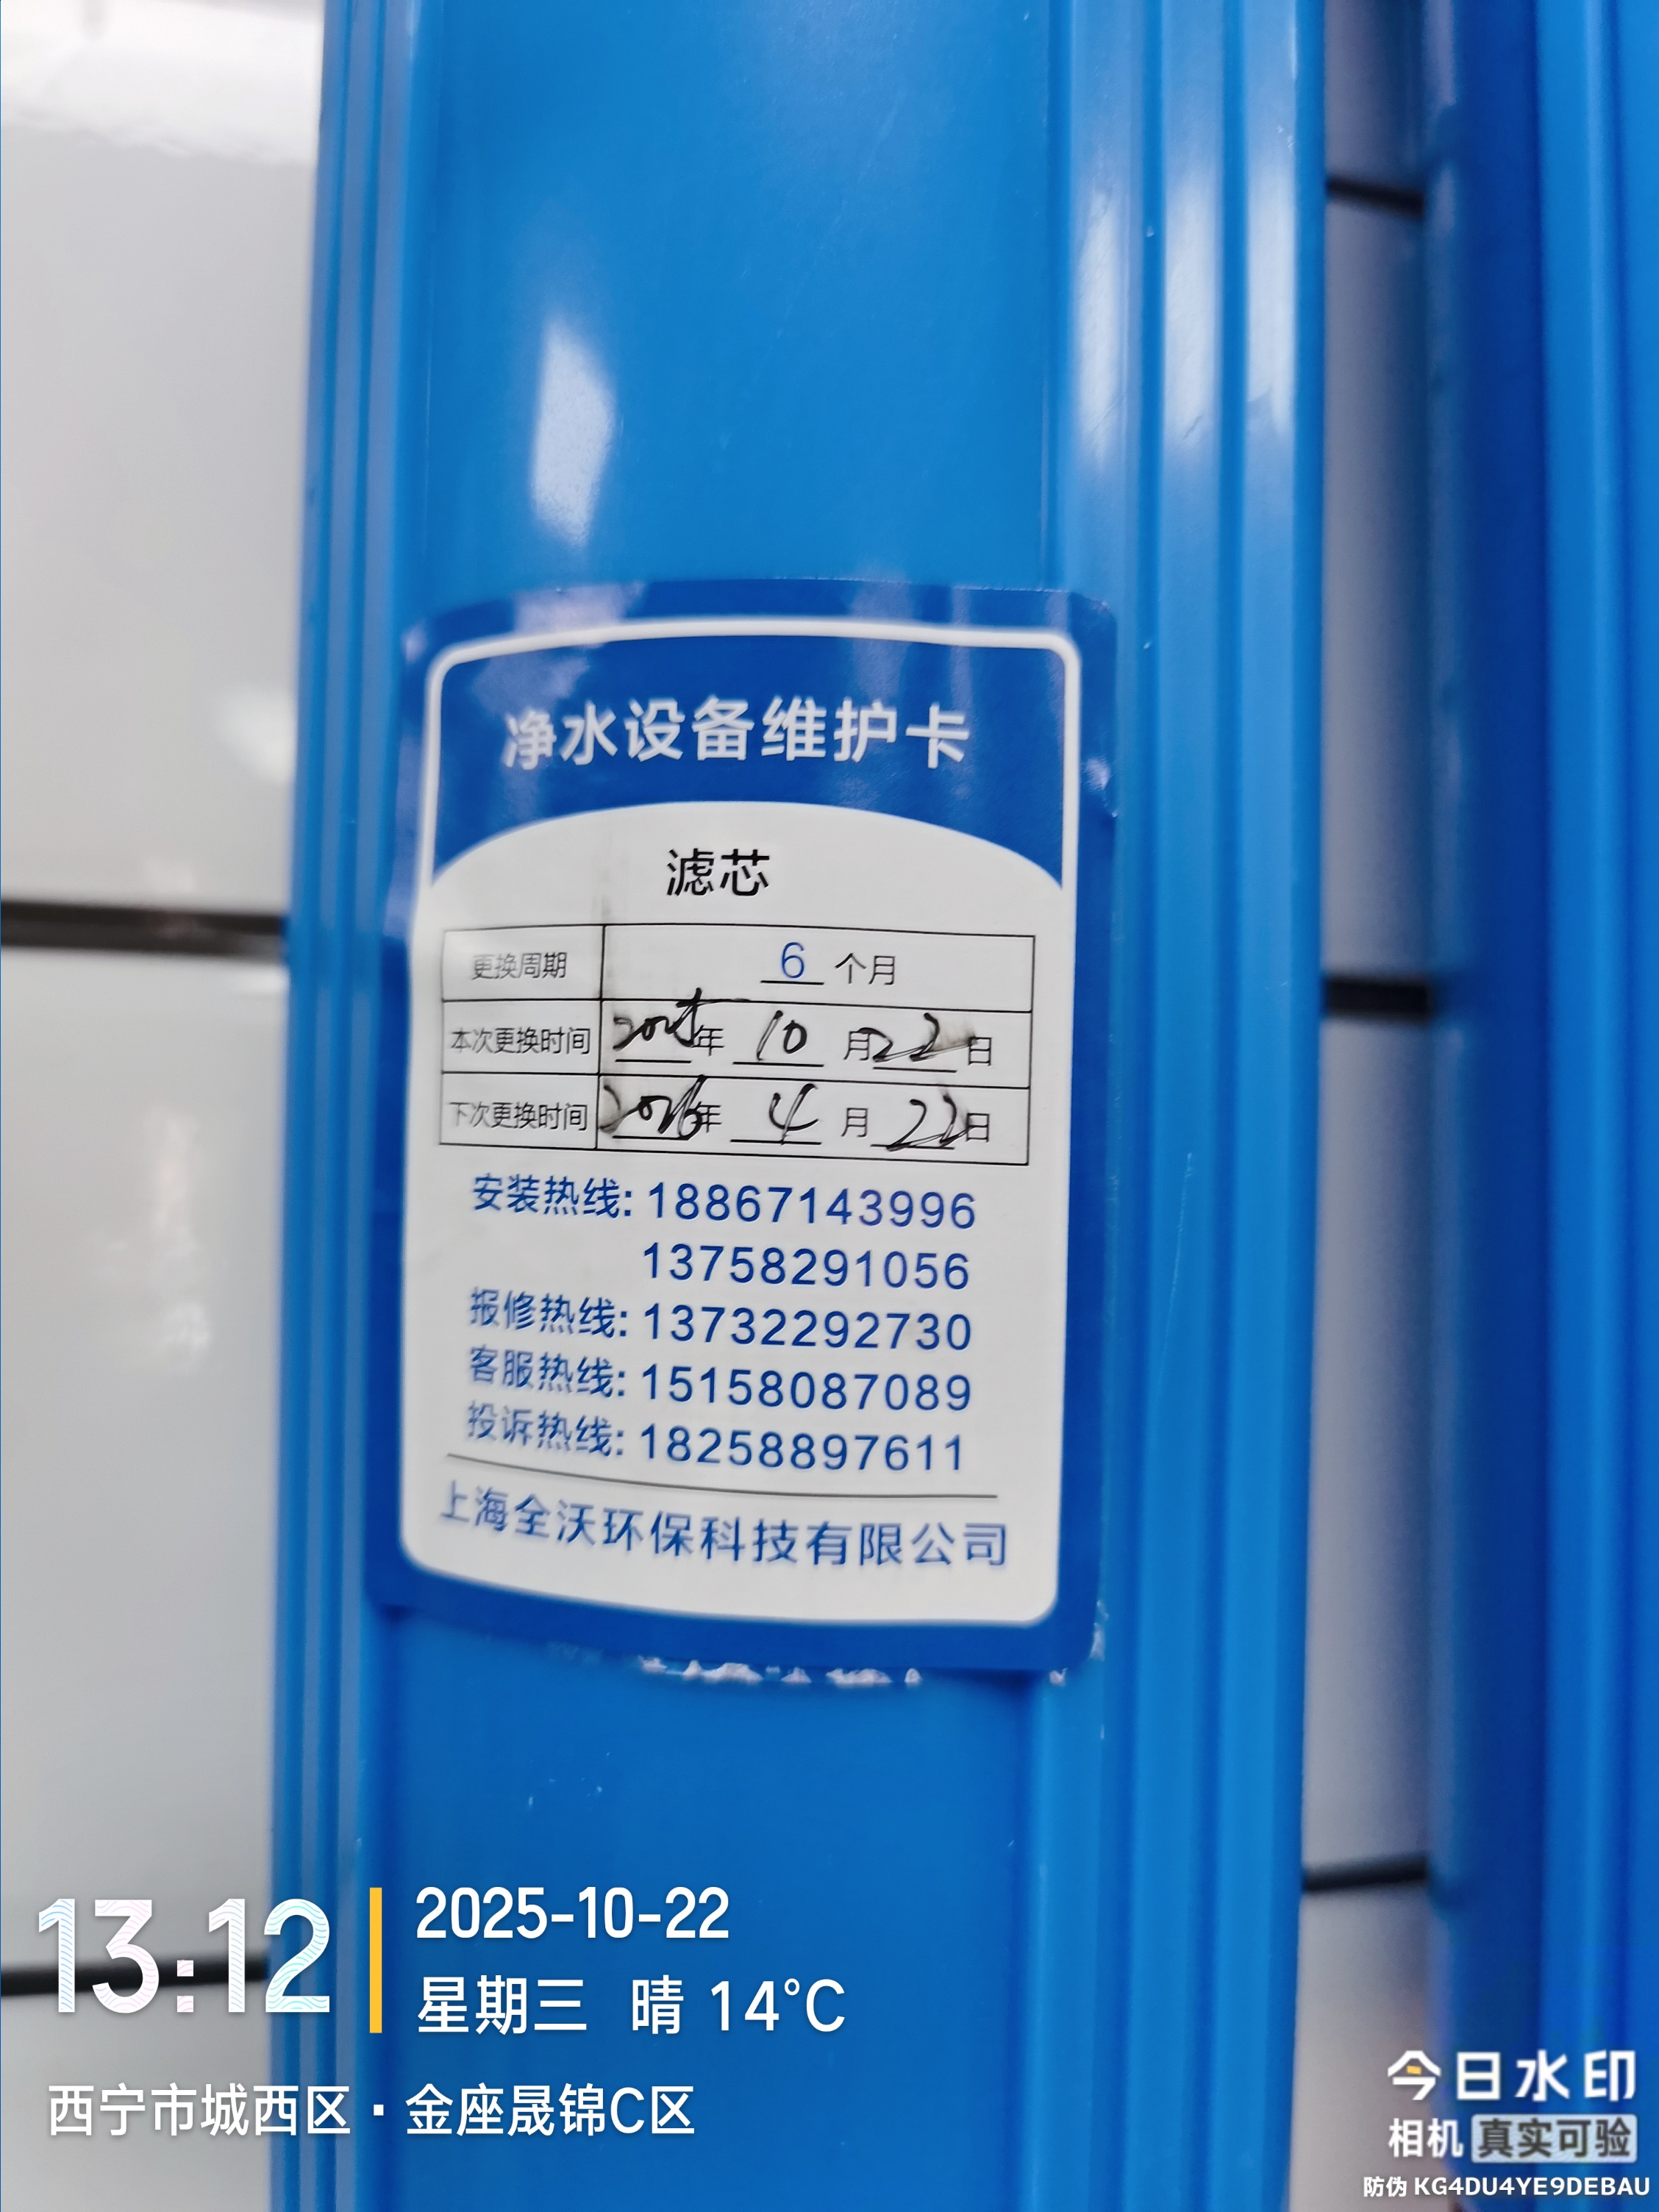 净水设备维护卡
滤芯
更换周期 6 个月
本次更换时间 2025年 10 月 22 日
下次更换时间 2026年 4 月 22 日
安装热线: 18867143996
13758291056
报修热线: 13732292730
客服热线: 15158087089
投诉热线: 18258897611
上海全沃环保科技有限公司
13:12
2025-10-22
星期三 晴 14°C
西宁市城西区·金座晟锦C区
今日水印
相机 真实可验
防伪 KG4DU4YE9DEBAU